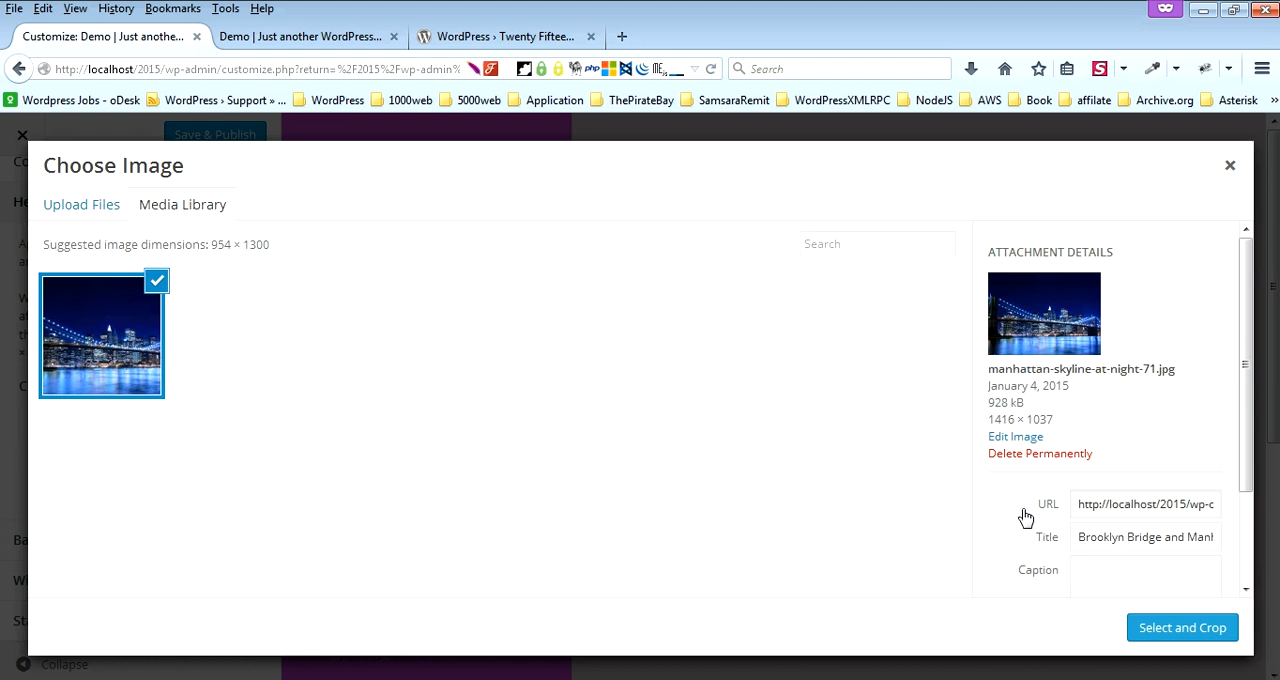 File Edit View History Bookmarks Tools Help
Customize: Demo | Just anothe... Demo | Just another WordPress... WordPress › Twenty Fiftee...
http://localhost/2015/wp-admin/customize.php?return=%2F2015%2Fwp-admin% php Search
Wordpress Jobs - oDesk WordPress › Support » ... WordPress 1000web 5000web Application ThePirateBay SamsaraRemit WordPressXMLRPC NodeJS AWS Book affilate Archive.org Asterisk »
Save & Publish
Choose Image
Upload Files Media Library
Suggested image dimensions: 954 × 1300
Search
ATTACHMENT DETAILS
manhattan-skyline-at-night-71.jpg
January 4, 2015
928 kB
1416 × 1037
Edit Image
Delete Permanently
URL http://localhost/2015/wp-c
Title Brooklyn Bridge and Manh
Caption
Select and Crop
Collapse